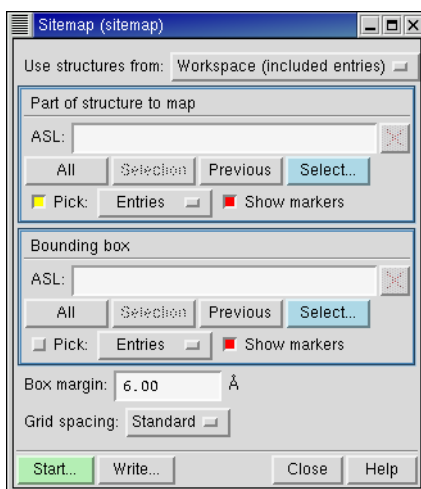 Sitemap (sitemap)
Use structures from: Workspace (included entries)
Part of structure to map
ASL:
All Selection Previous Select...
Pick: Entries Show markers
Bounding box
ASL:
All Selection Previous Select...
Pick: Entries Show markers
Box margin: 6.00 Å
Grid spacing: Standard
Start... Write... Close Help